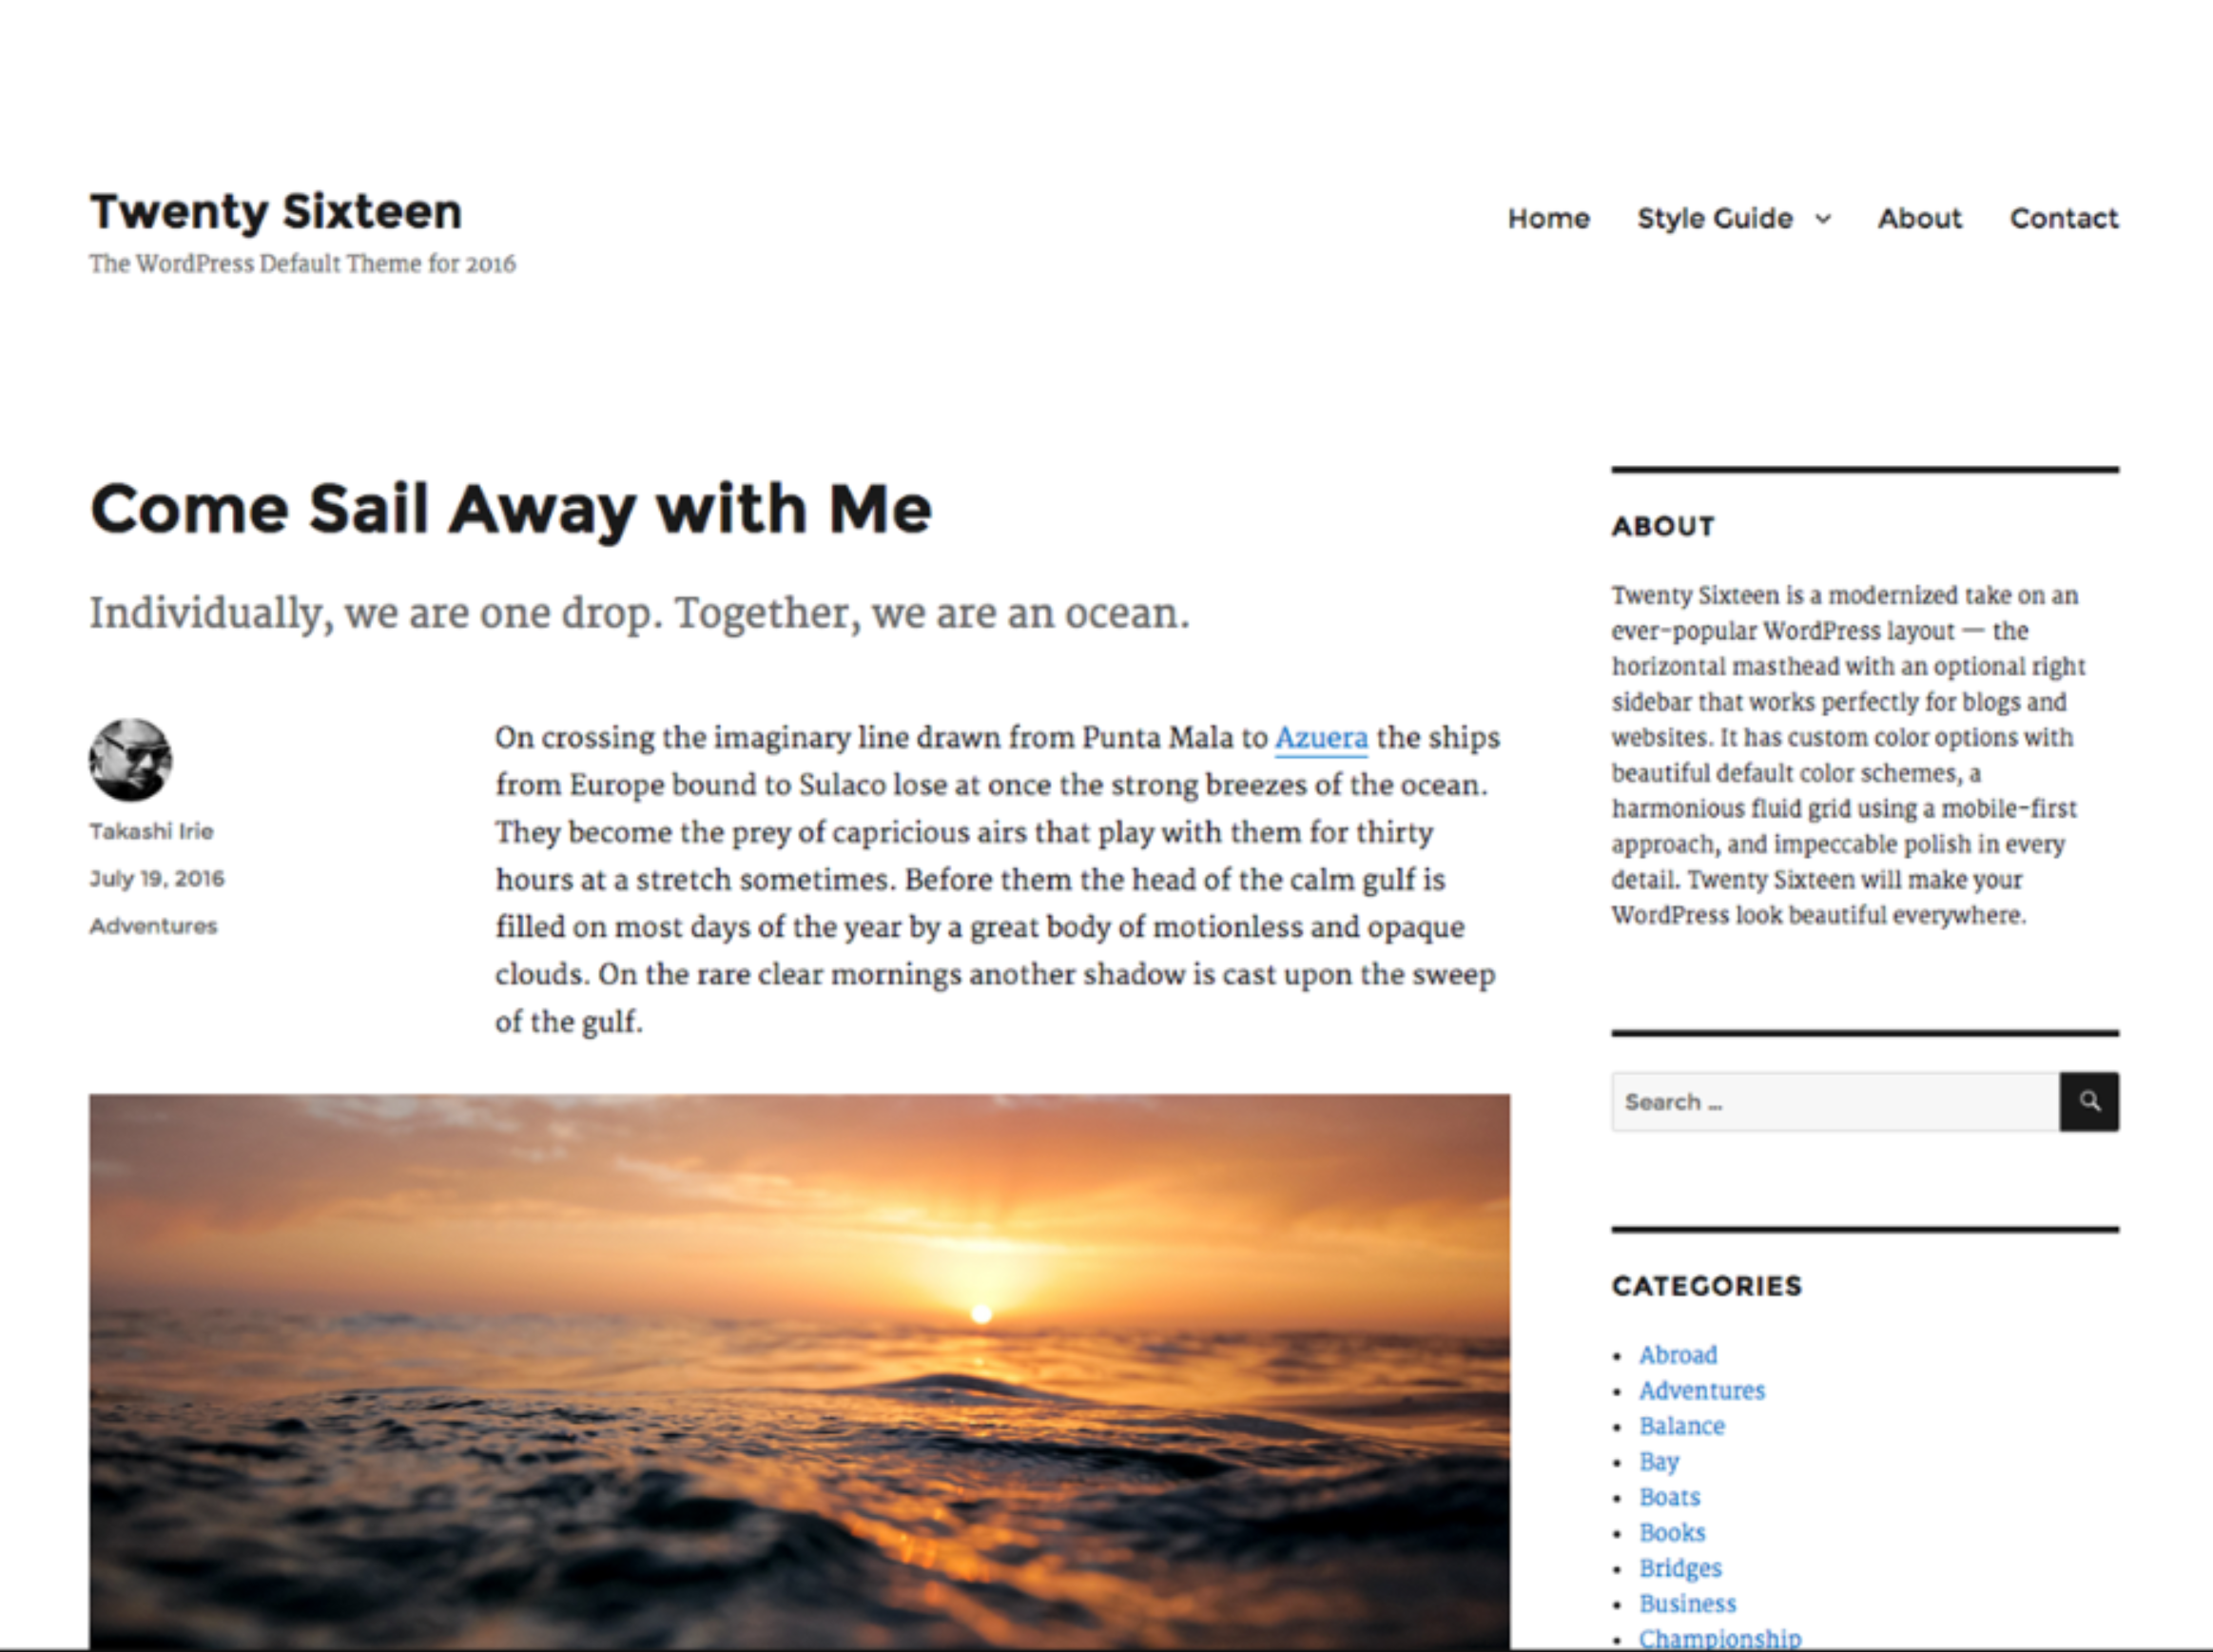 Twenty Sixteen
The WordPress Default Theme for 2016
Home Style Guide About Contact
Come Sail Away with Me
Individually, we are one drop. Together, we are an ocean.
Takashi Irie
July 19, 2016
Adventures
On crossing the imaginary line drawn from Punta Mala to Azuera the ships
from Europe bound to Sulaco lose at once the strong breezes of the ocean.
They become the prey of capricious airs that play with them for thirty
hours at a stretch sometimes. Before them the head of the calm gulf is
filled on most days of the year by a great body of motionless and opaque
clouds. On the rare clear mornings another shadow is cast upon the sweep
of the gulf.
ABOUT
Twenty Sixteen is a modernized take on an
ever-popular WordPress layout — the
horizontal masthead with an optional right
sidebar that works perfectly for blogs and
websites. It has custom color options with
beautiful default color schemes, a
harmonious fluid grid using a mobile-first
approach, and impeccable polish in every
detail. Twenty Sixteen will make your
WordPress look beautiful everywhere.
Search …
CATEGORIES
Abroad
Adventures
Balance
Bay
Boats
Books
Bridges
Business
Championship